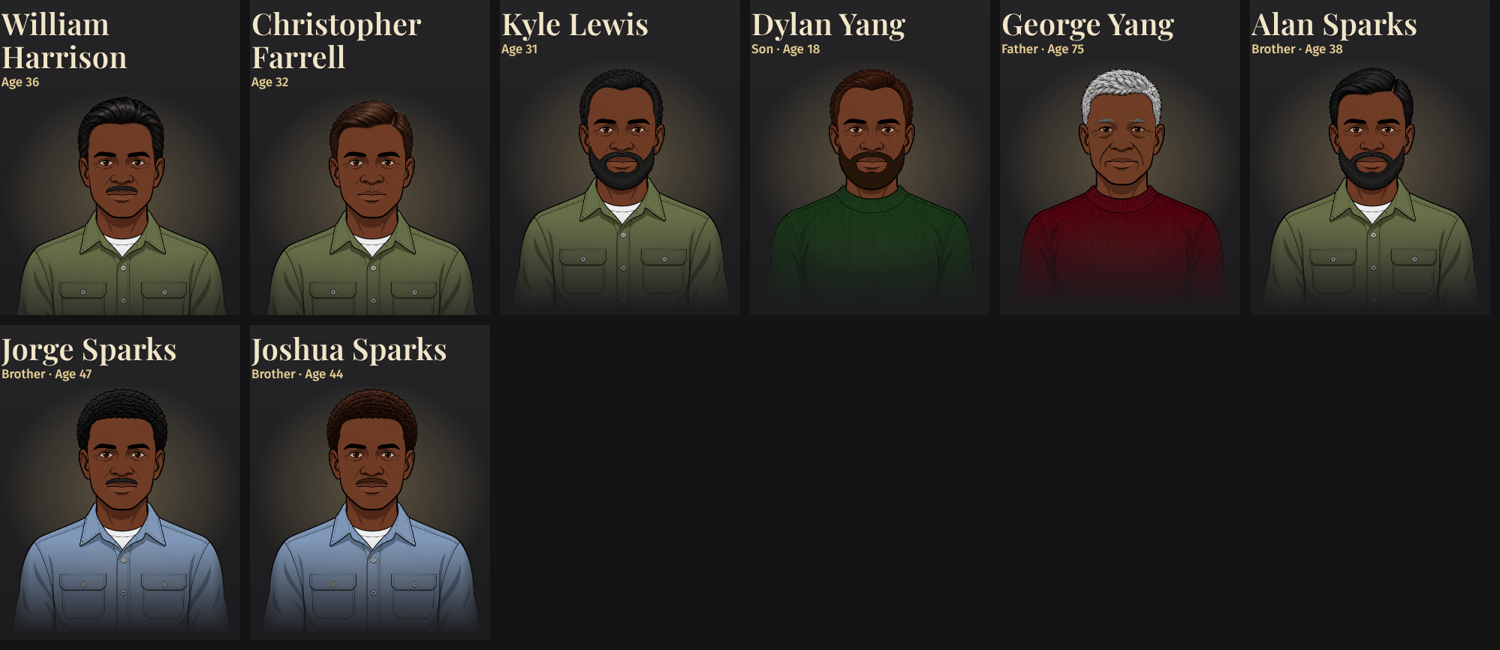 William
Harrison
Age 36
Christopher
Farrell
Age 32
Kyle Lewis
Age 31
Dylan Yang
Son · Age 18
George Yang
Father · Age 75
Alan Sparks
Brother · Age 38
Jorge Sparks
Brother · Age 47
Joshua Sparks
Brother · Age 44